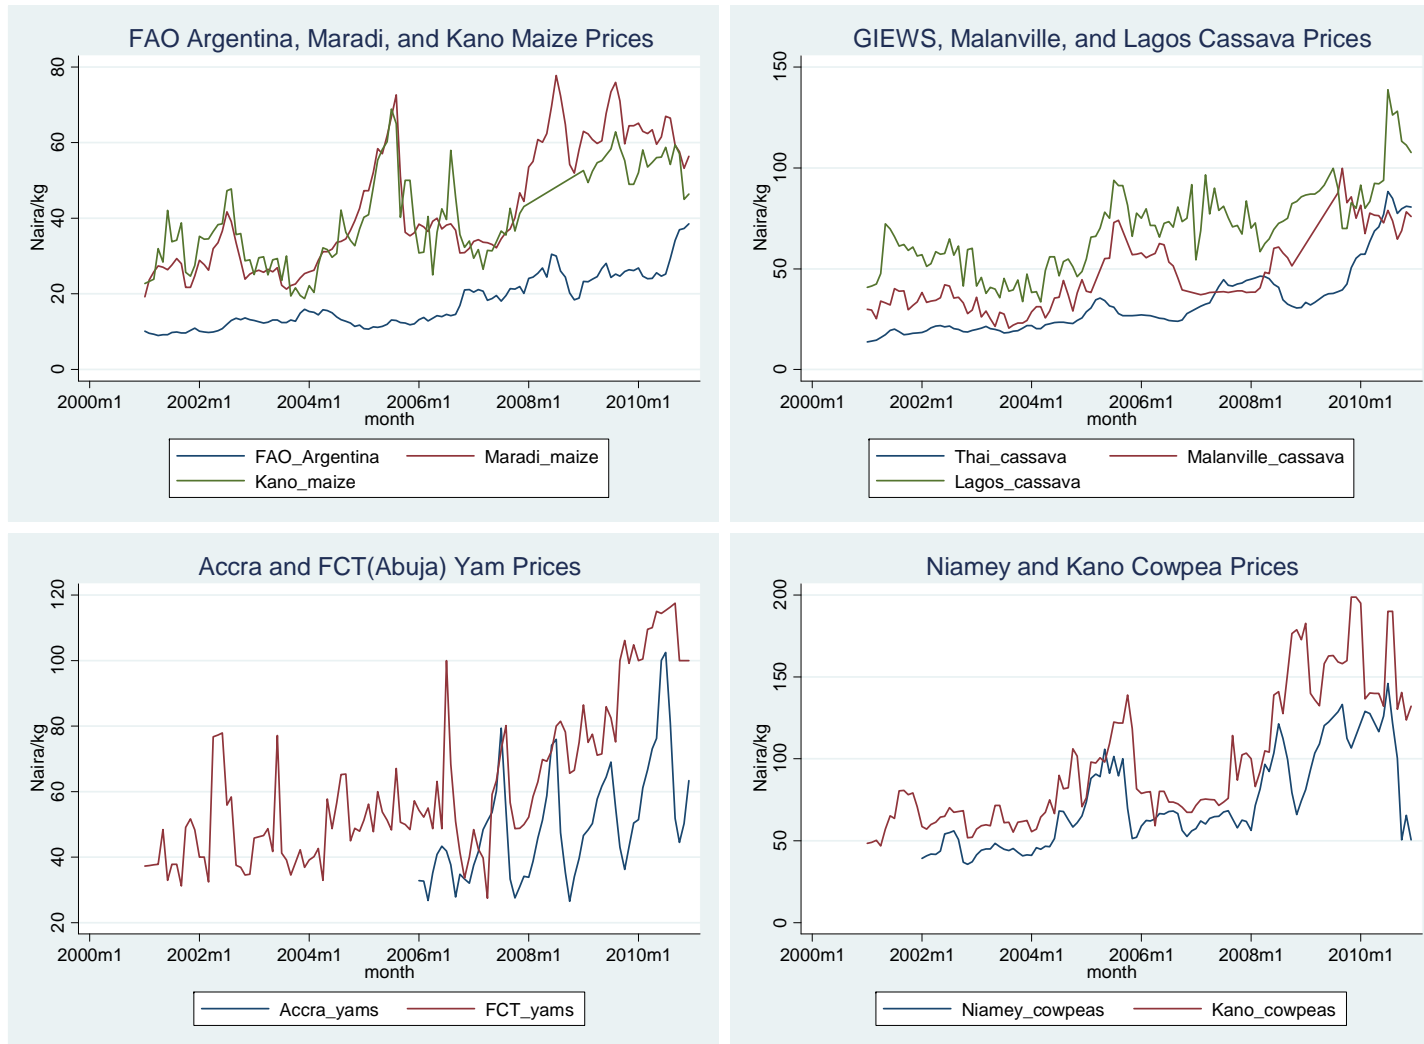 FAO Argentina, Maradi, and Kano Maize Prices
Naira/kg
80
60
40
20
0
2000m1 2002m1 2004m1 2006m1 2008m1 2010m1
month
FAO_Argentina Maradi_maize
Kano_maize
GIEWS, Malanville, and Lagos Cassava Prices
Naira/kg
150
100
50
0
2000m1 2002m1 2004m1 2006m1 2008m1 2010m1
month
Thai_cassava Malanville_cassava
Lagos_cassava
Accra and FCT(Abuja) Yam Prices
Naira/kg
120
100
80
60
40
20
2000m1 2002m1 2004m1 2006m1 2008m1 2010m1
month
Accra_yams FCT_yams
Niamey and Kano Cowpea Prices
Naira/kg
200
150
100
50
0
2000m1 2002m1 2004m1 2006m1 2008m1 2010m1
month
Niamey_cowpeas Kano_cowpeas